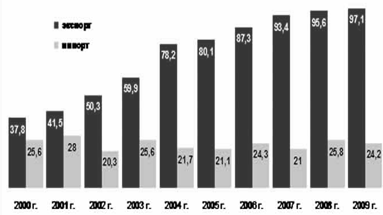 экспорт
импорт
37,8 25,6 41,5 28 50,3 20,3 59,9 25,6 78,2 21,7 80,1 21,1 87,3 24,3 93,4 21 95,6 25,8 97,1 24,2
2000 г. 2001 г. 2002 г. 2003 г. 2004 г. 2005 г. 2006 г. 2007 г. 2008 г. 2009 г.